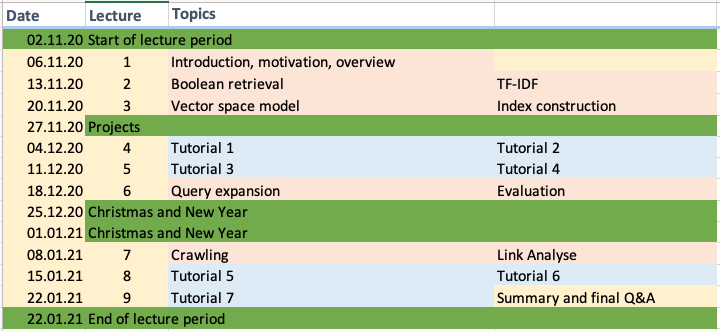 Date Lecture Topics
02.11.20 Start of lecture period
06.11.20 1 Introduction, motivation, overview
13.11.20 2 Boolean retrieval TF-IDF
20.11.20 3 Vector space model Index construction
27.11.20 Projects
04.12.20 4 Tutorial 1 Tutorial 2
11.12.20 5 Tutorial 3 Tutorial 4
18.12.20 6 Query expansion Evaluation
25.12.20 Christmas and New Year
01.01.21 Christmas and New Year
08.01.21 7 Crawling Link Analyse
15.01.21 8 Tutorial 5 Tutorial 6
22.01.21 9 Tutorial 7 Summary and final Q&A
22.01.21 End of lecture period